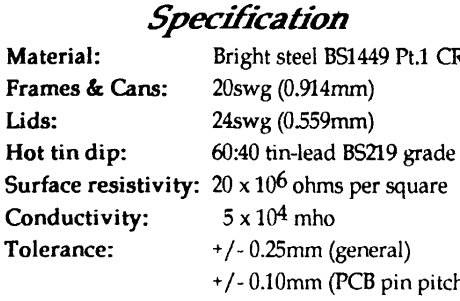 Specification
Material: Bright steel BS1449 Pt.1 CR
Frames & Cans: 20swg (0.914mm)
Lids: 24swg (0.559mm)
Hot tin dip: 60:40 tin-lead BS219 grade
Surface resistivity: 20 x 10⁶ ohms per square
Conductivity: 5 x 10⁴ mho
Tolerance: +/- 0.25mm (general)
+/- 0.10mm (PCB pin pitch